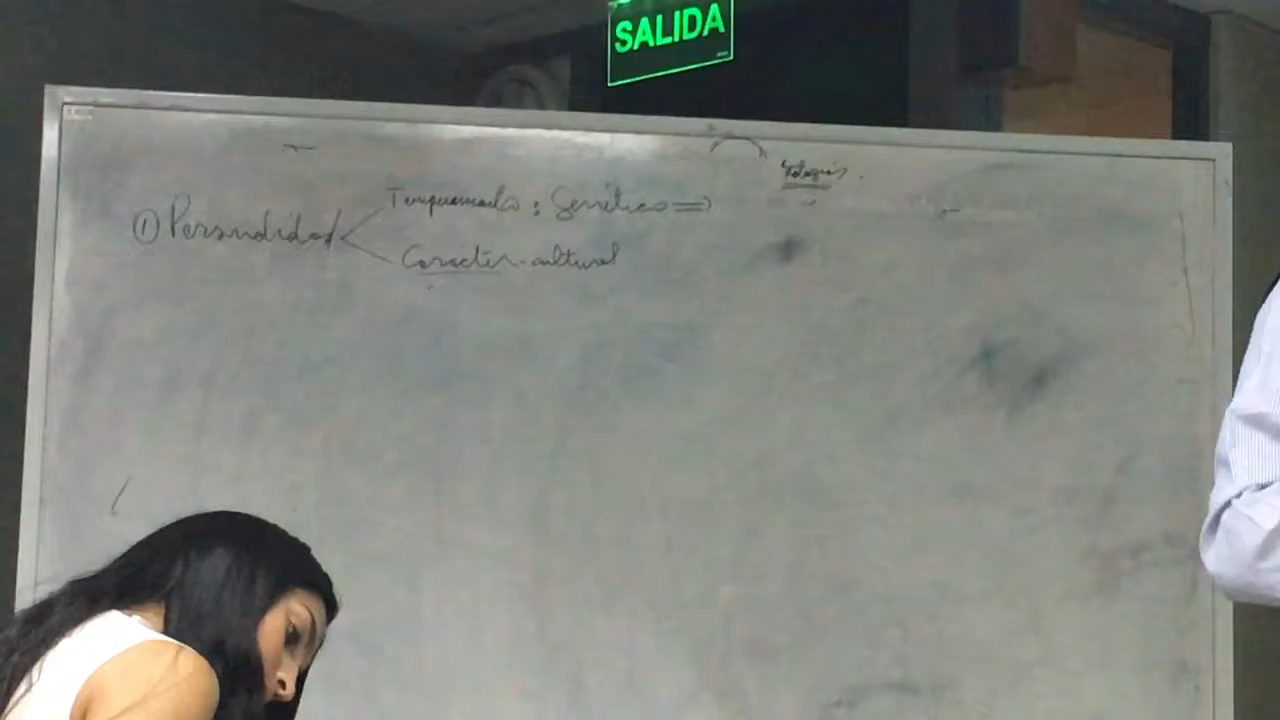 SALIDA
① Personalidad
Temperamento : Genético ⇒
Carácter - cultural